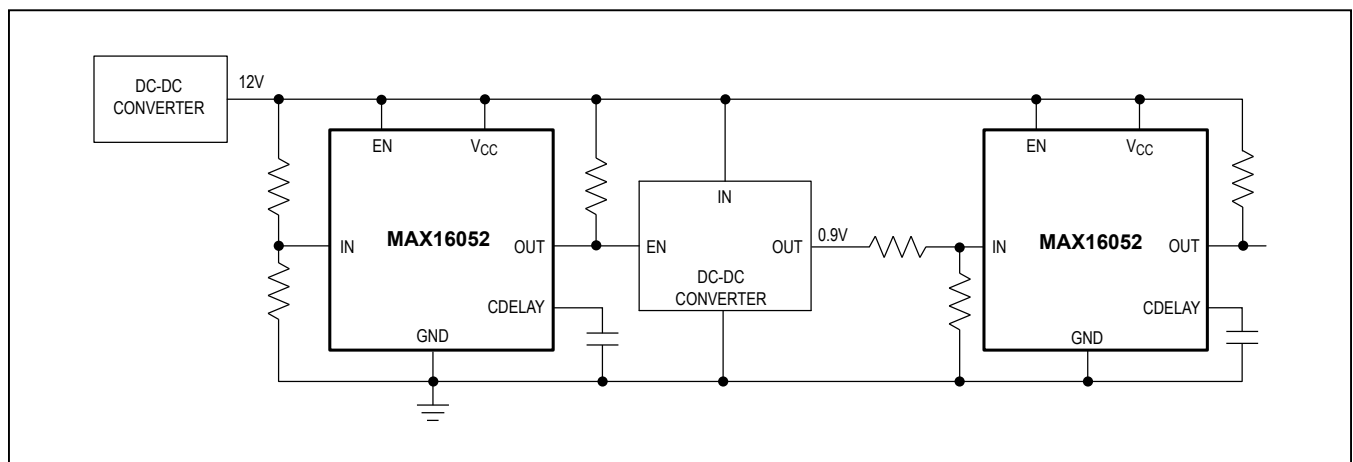 DC-DC
CONVERTER
12V
EN
VCC
IN
MAX16052
OUT
CDELAY
GND
IN
EN
OUT
DC-DC
CONVERTER
0.9V
EN
VCC
IN
MAX16052
OUT
CDELAY
GND